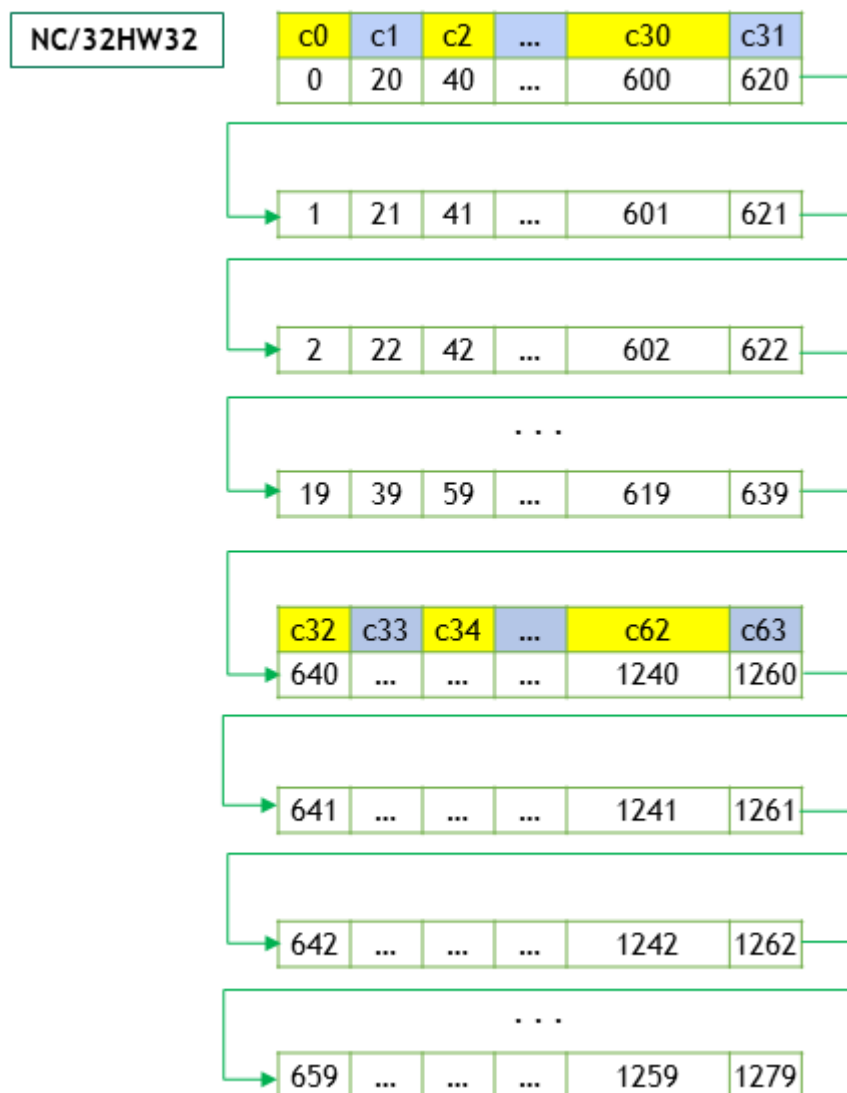 NC/32HW32
c0 c1 c2 ... c30 c31
0 20 40 ... 600 620
1 21 41 ... 601 621
2 22 42 ... 602 622
. . .
19 39 59 ... 619 639
c32 c33 c34 ... c62 c63
640 ... ... ... 1240 1260
641 ... ... ... 1241 1261
642 ... ... ... 1242 1262
. . .
659 ... ... ... 1259 1279